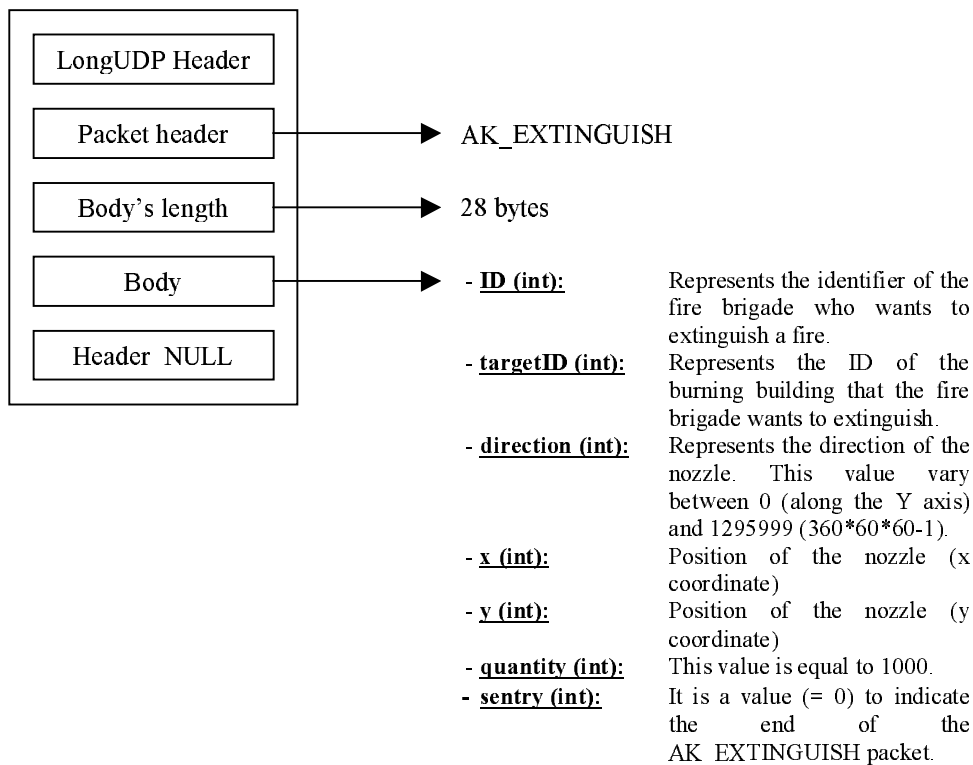 LongUDP Header
Packet header
AK_EXTINGUISH
Body's length
28 bytes
Body
Header NULL
- ID (int): Represents the identifier of the
fire brigade who wants to
extinguish a fire.
- targetID (int): Represents the ID of the
burning building that the fire
brigade wants to extinguish.
- direction (int): Represents the direction of the
nozzle. This value vary
between 0 (along the Y axis)
and 1295999 (360*60*60-1).
- x (int): Position of the nozzle (x
coordinate)
- y (int): Position of the nozzle (y
coordinate)
- quantity (int): This value is equal to 1000.
- sentry (int): It is a value (= 0) to indicate
the end of the
AK_EXTINGUISH packet.